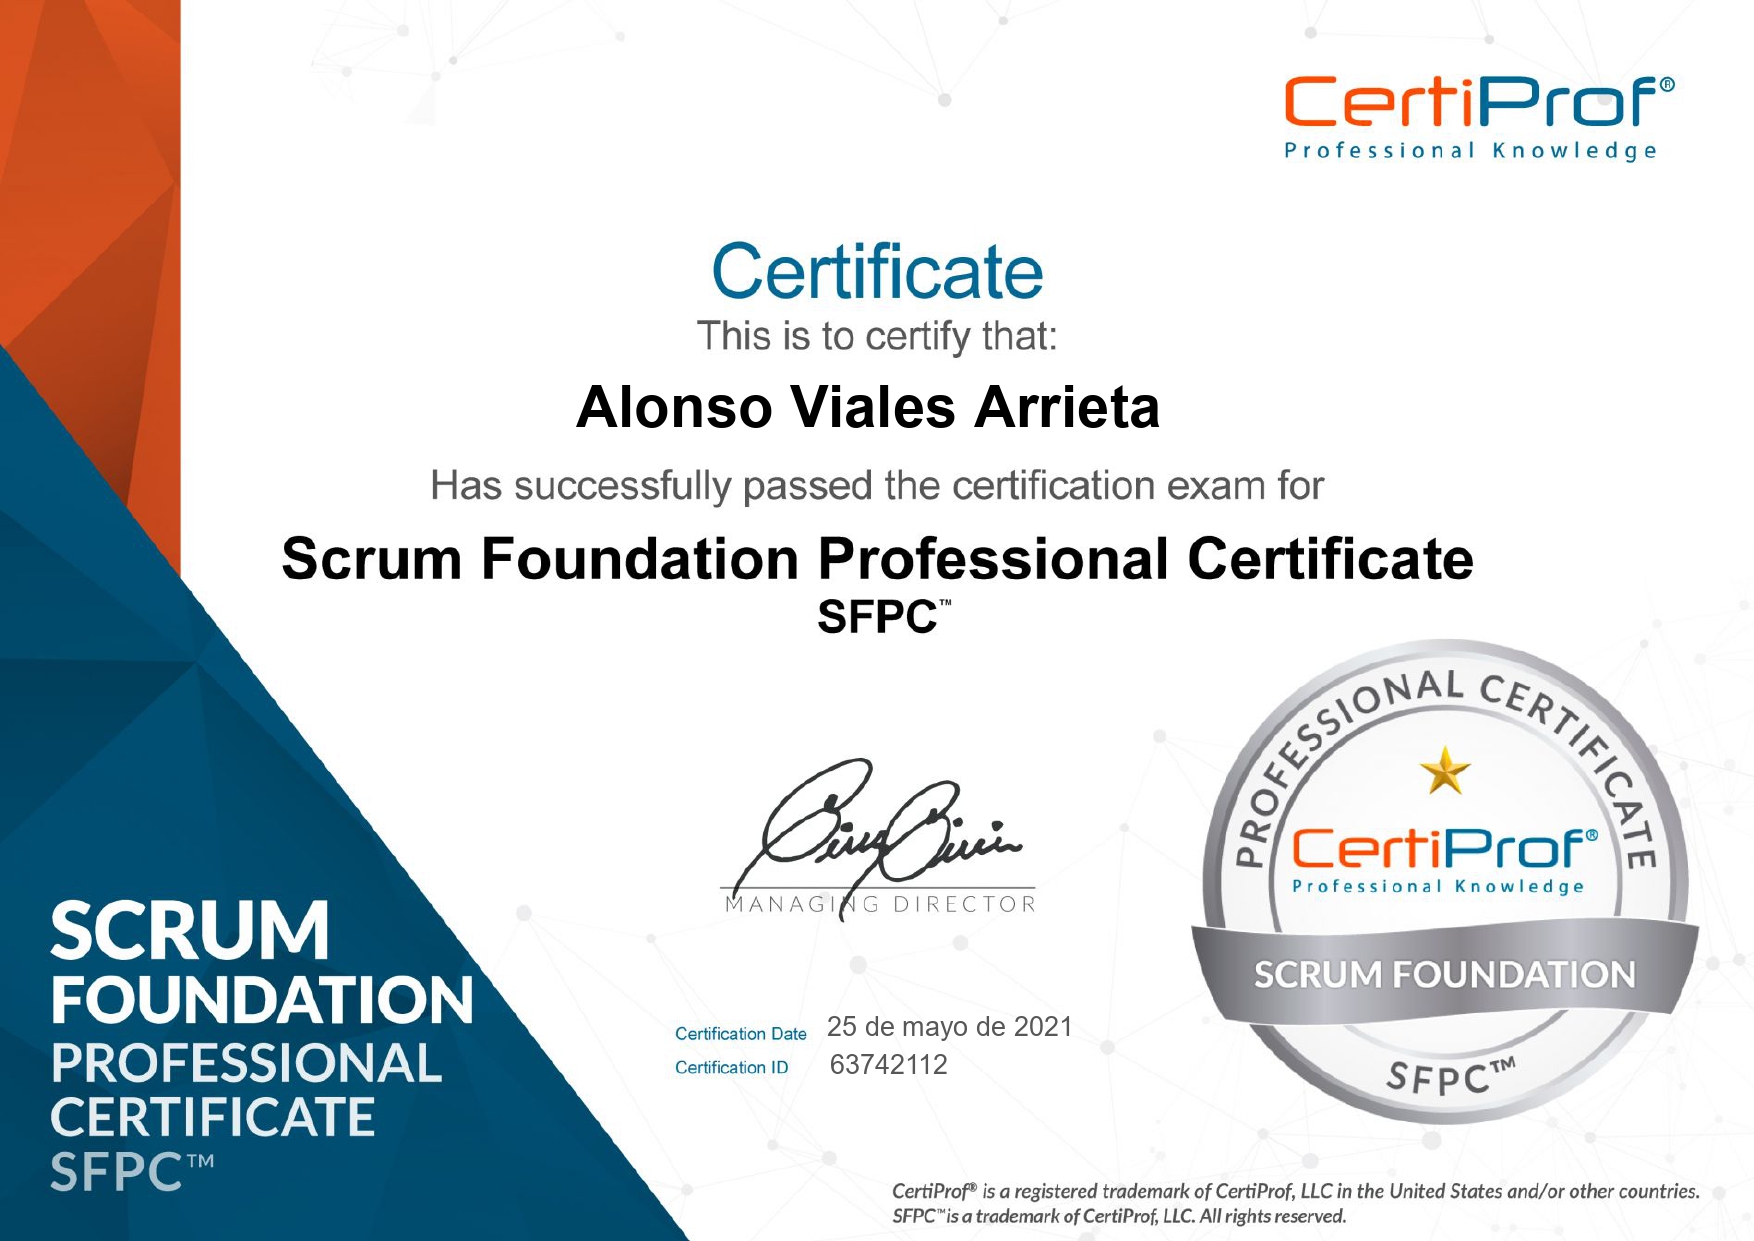 CertiProf®
Professional Knowledge
Certificate
This is to certify that:
Alonso Viales Arrieta
Has successfully passed the certification exam for
Scrum Foundation Professional Certificate
SFPC™
MANAGING DIRECTOR
Certification Date 25 de mayo de 2021
Certification ID 63742112
PROFESSIONAL CERTIFICATE
CertiProf®
Professional Knowledge
SCRUM FOUNDATION
SFPC™
SCRUM
FOUNDATION
PROFESSIONAL
CERTIFICATE
SFPC™
CertiProf® is a registered trademark of CertiProf, LLC in the United States and/or other countries.
SFPC™ is a trademark of CertiProf, LLC. All rights reserved.